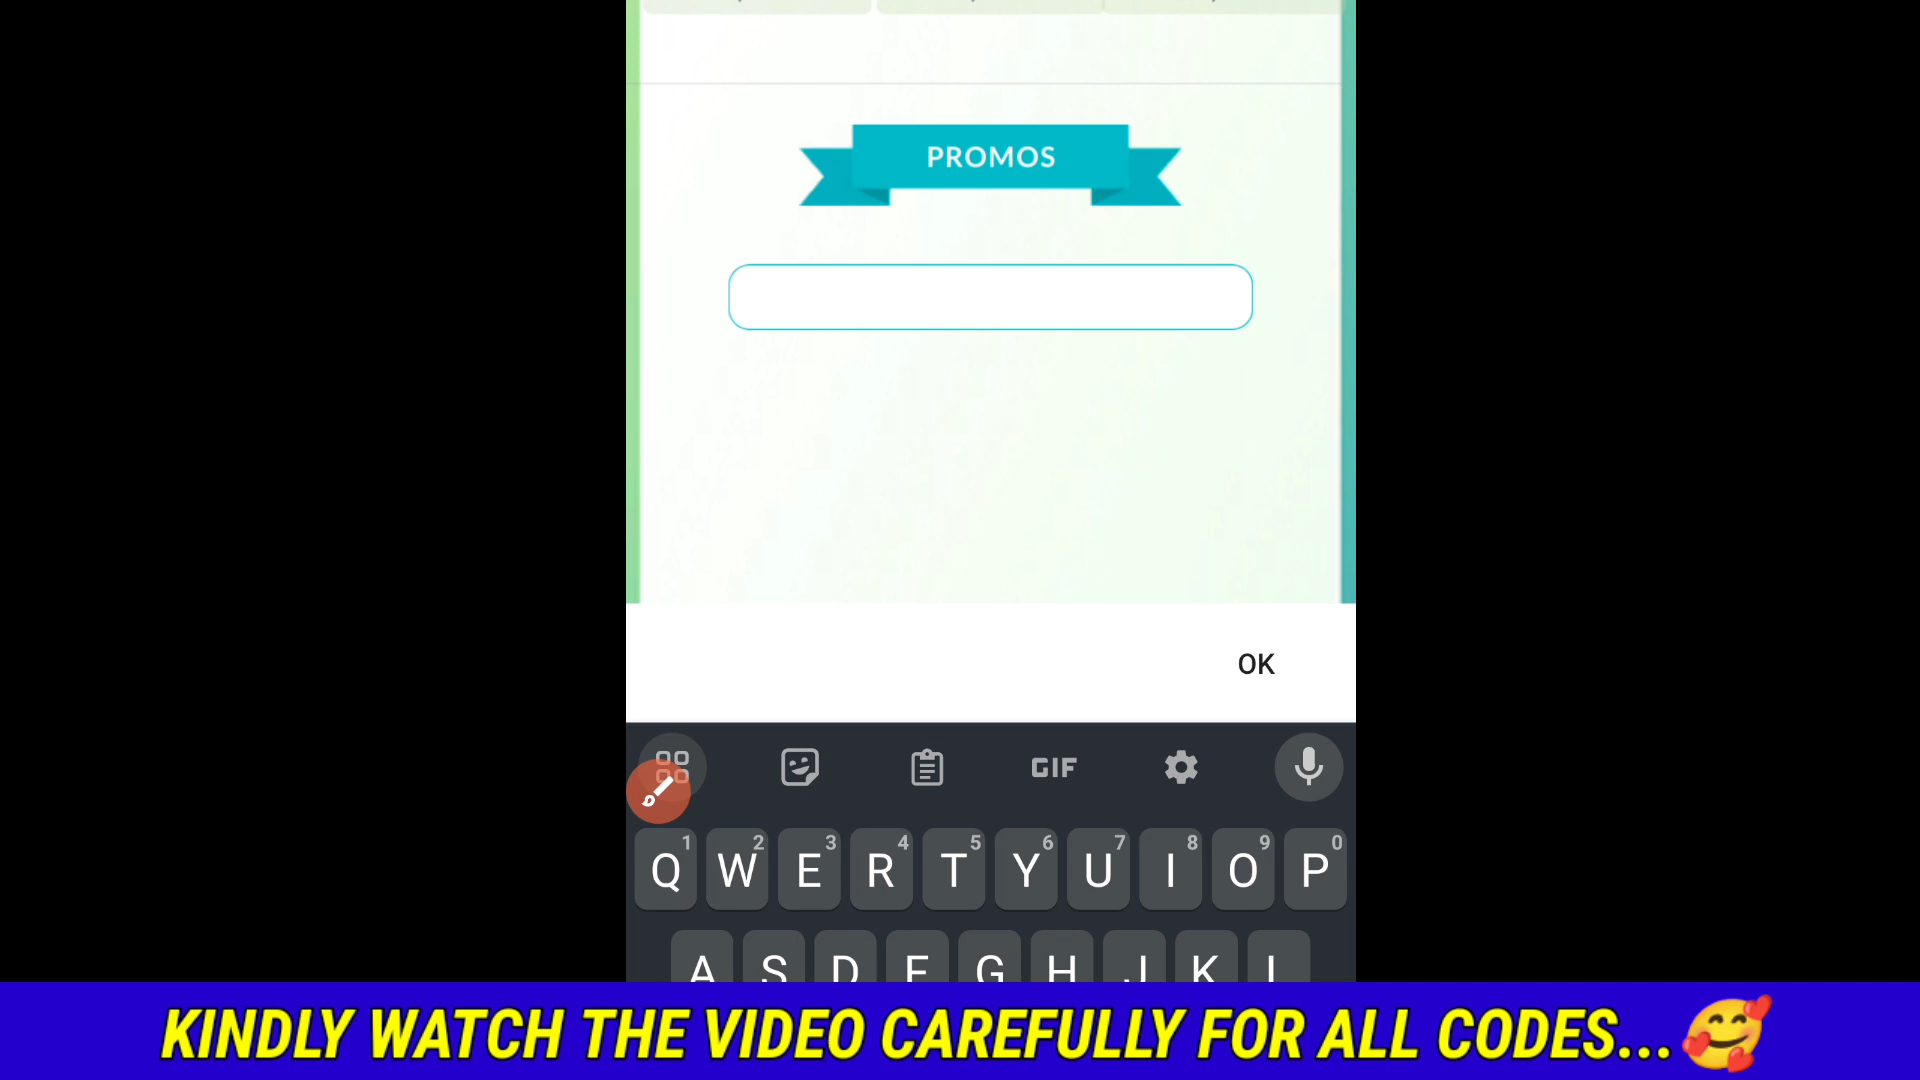 PROMOS
OK
GIF
1 2 3 4 5 6 7 8 9 0
Q W E R T Y U I O P
A S D F G H J K L
KINDLY WATCH THE VIDEO CAREFULLY FOR ALL CODES...